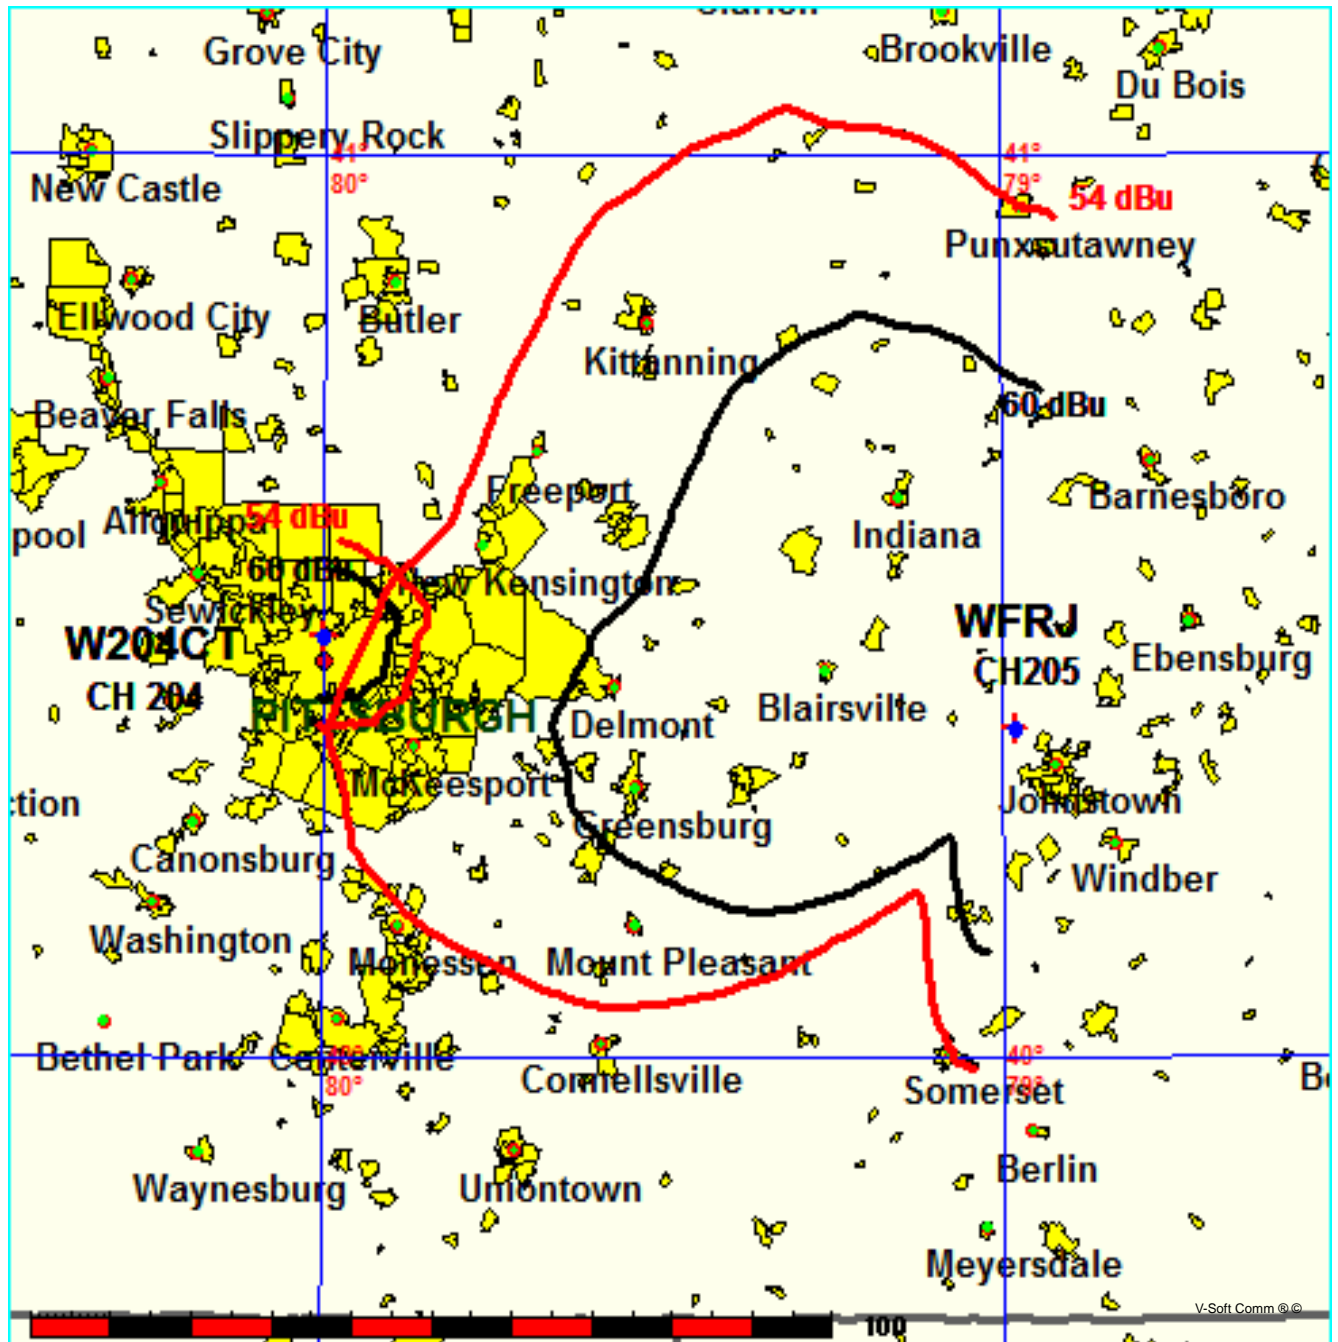 Grove City
Brookville
Du Bois
Slippery Rock
41°
80°
41°
79°
New Castle
54 dBu
Punxsutawney
Ellwood City
Butler
Kittanning
60 dBu
Beaver Falls
Freeport
Barnesboro
54 dBu
Aliquippa
pool
Indiana
60 dBu
New Kensington
Sewickley
WFRJ
W204CT
CH205
Ebensburg
CH 204
PITTSBURGH
Delmont
Blairsville
McKeesport
Johnstown
ction
Greensburg
Canonsburg
Windber
Washington
Monessen
Mount Pleasant
Bethel Park
Centerville
40°
40°
80°
79°
Connellsville
Somerset
Berlin
Waynesburg
Uniontown
Meyersdale
V-Soft Comm ® ©
100